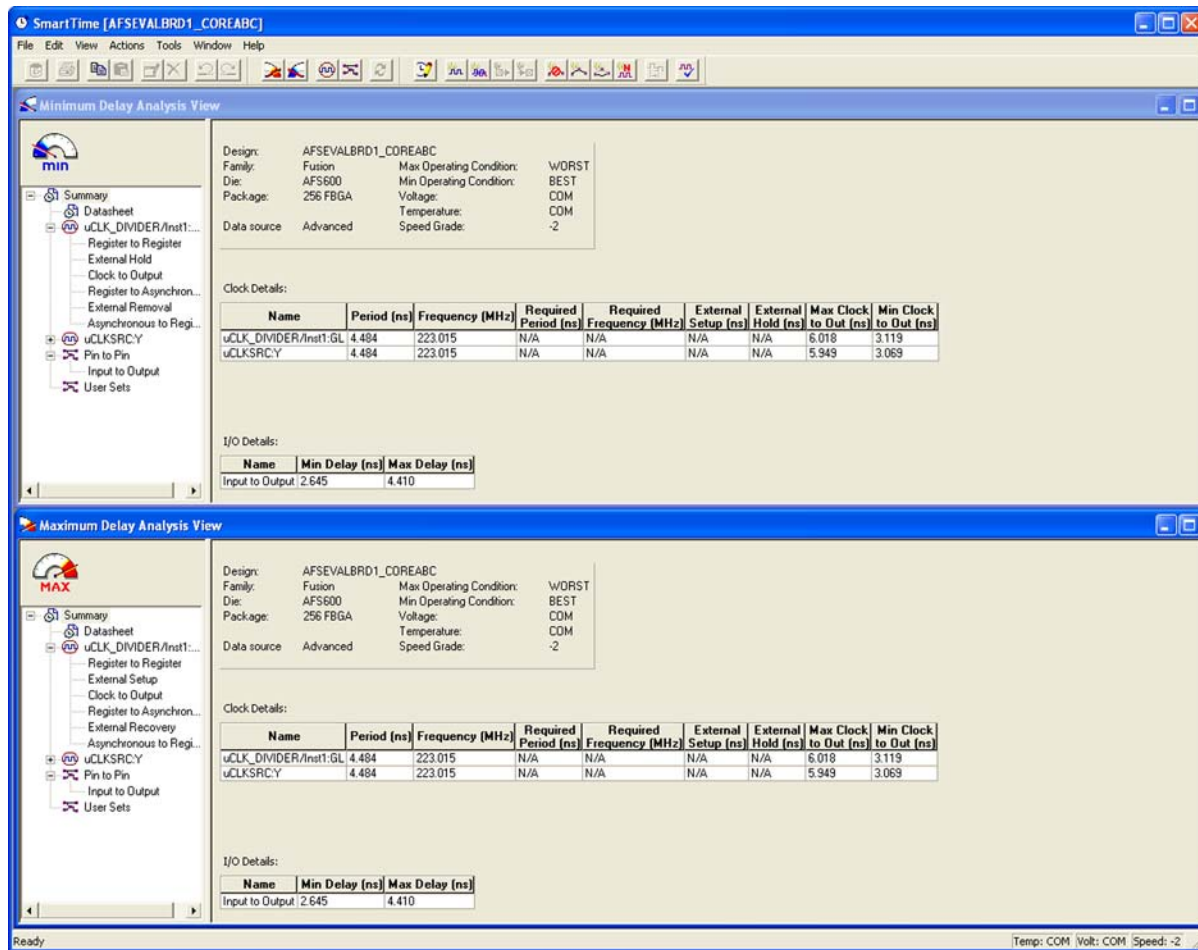 SmartTime [AFSEVALBRD1_COREABC]
File Edit View Actions Tools Window Help
Minimum Delay Analysis View
min
Summary
Datasheet
uCLK_DIVIDER/Inst1:...
Register to Register
External Hold
Clock to Output
Register to Asynchron...
External Removal
Asynchronous to Regi...
uCLKSRC:Y
Pin to Pin
Input to Output
User Sets
Design: AFSEVALBRD1_COREABC
Family: Fusion Max Operating Condition: WORST
Die: AFS600 Min Operating Condition: BEST
Package: 256 FBGA Voltage: COM
Temperature: COM
Data source Advanced Speed Grade: -2
Clock Details:
Name Period (ns) Frequency (MHz) Required Period (ns) Required Frequency (MHz) External Setup (ns) External Hold (ns) Max Clock to Out (ns) Min Clock to Out (ns)
uCLK_DIVIDER/Inst1:GL 4.484 223.015 N/A N/A N/A N/A 6.018 3.119
uCLKSRC:Y 4.484 223.015 N/A N/A N/A N/A 5.949 3.069
I/O Details:
Name Min Delay (ns) Max Delay (ns)
Input to Output 2.645 4.410
Maximum Delay Analysis View
MAX
Summary
Datasheet
uCLK_DIVIDER/Inst1:...
Register to Register
External Setup
Clock to Output
Register to Asynchron...
External Recovery
Asynchronous to Regi...
uCLKSRC:Y
Pin to Pin
Input to Output
User Sets
Design: AFSEVALBRD1_COREABC
Family: Fusion Max Operating Condition: WORST
Die: AFS600 Min Operating Condition: BEST
Package: 256 FBGA Voltage: COM
Temperature: COM
Data source Advanced Speed Grade: -2
Clock Details:
Name Period (ns) Frequency (MHz) Required Period (ns) Required Frequency (MHz) External Setup (ns) External Hold (ns) Max Clock to Out (ns) Min Clock to Out (ns)
uCLK_DIVIDER/Inst1:GL 4.484 223.015 N/A N/A N/A N/A 6.018 3.119
uCLKSRC:Y 4.484 223.015 N/A N/A N/A N/A 5.949 3.069
I/O Details:
Name Min Delay (ns) Max Delay (ns)
Input to Output 2.645 4.410
Ready Temp: COM Volt: COM Speed: -2